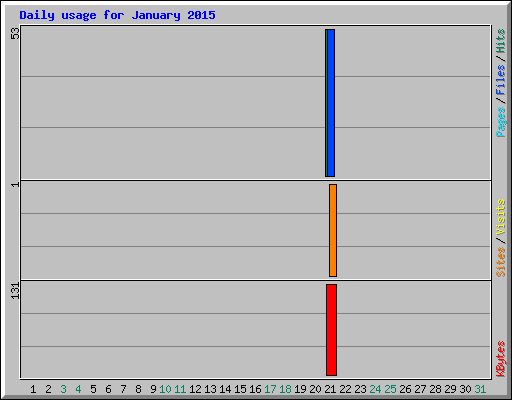 Daily usage for January 2015
53
Pages/Files/Hits
1
Sites/Visits
131
KBytes
1 2 3 4 5 6 7 8 9 10 11 12 13 14 15 16 17 18 19 20 21 22 23 24 25 26 27 28 29 30 31